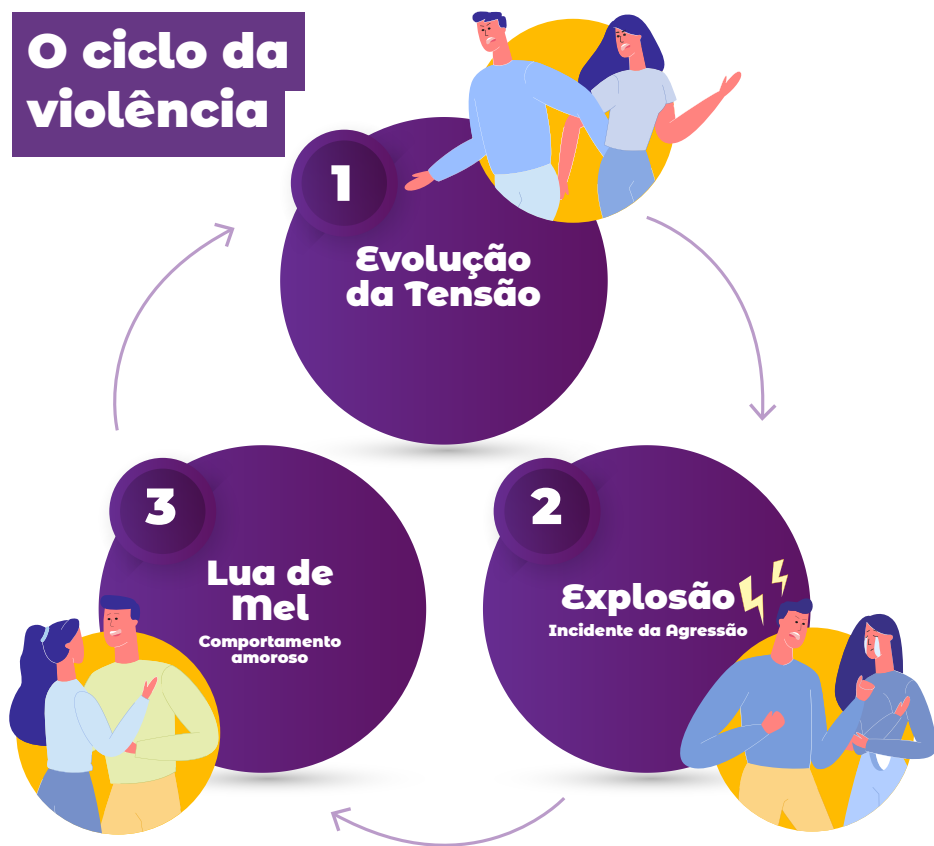 O ciclo da
violência
1
Evolução
da Tensão
2
Explosão
Incidente da Agressão
3
Lua de
Mel
Comportamento
amoroso